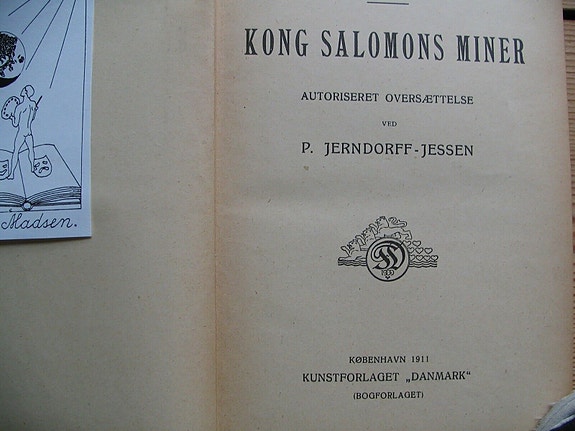 Madsen.
KONG SALOMONS MINER
AUTORISERET OVERSÆTTELSE
VED
P. JERNDORFF-JESSEN
KØBENHAVN 1911
KUNSTFORLAGET „DANMARK"
(BOGFORLAGET)